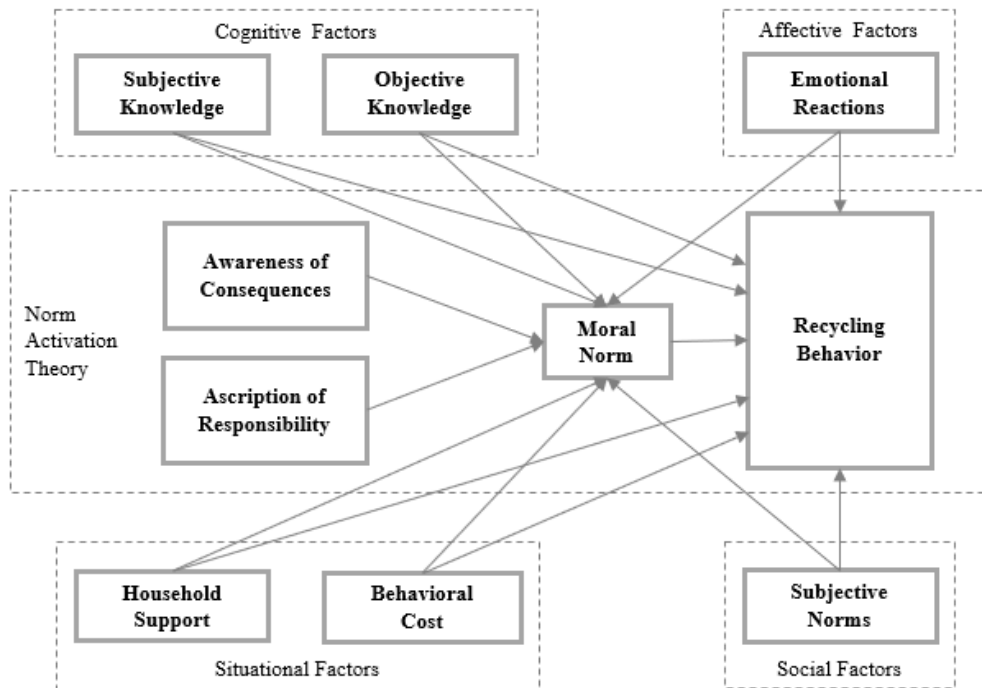 Cognitive Factors
Subjective
Knowledge
Objective
Knowledge
Affective Factors
Emotional
Reactions
Norm
Activation
Theory
Awareness of
Consequences
Ascription of
Responsibility
Moral
Norm
Recycling
Behavior
Household
Support
Behavioral
Cost
Situational Factors
Subjective
Norms
Social Factors